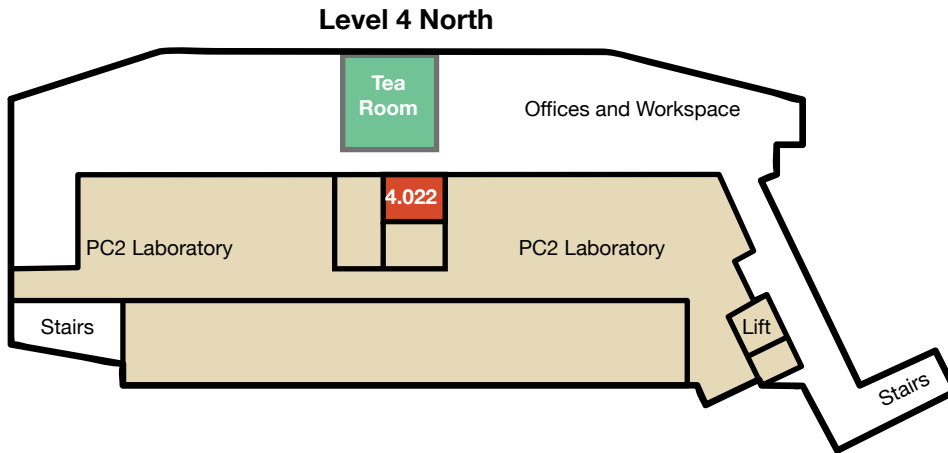 Level 4 North
Tea
Room
Offices and Workspace
4.022
PC2 Laboratory
PC2 Laboratory
Stairs
Lift
Stairs